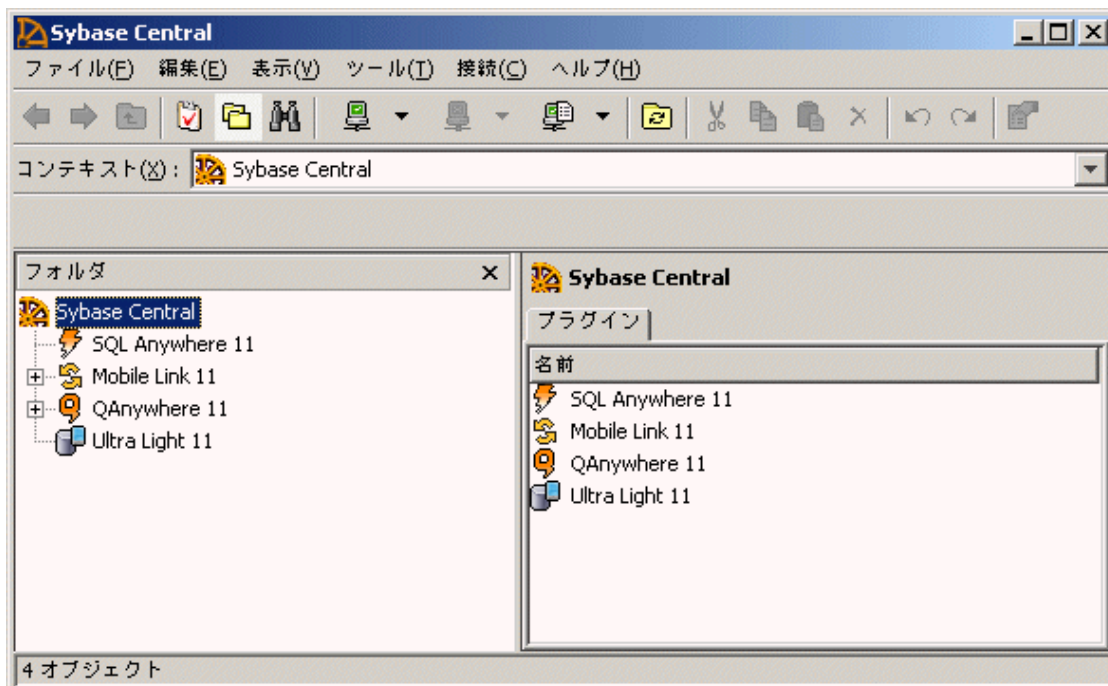 Sybase Central
ファイル(F) 編集(E) 表示(V) ツール(T) 接続(C) ヘルプ(H)
コンテキスト(X): Sybase Central
フォルダ
Sybase Central
SQL Anywhere 11
Mobile Link 11
QAnywhere 11
Ultra Light 11
Sybase Central
プラグイン
名前
SQL Anywhere 11
Mobile Link 11
QAnywhere 11
Ultra Light 11
4 オブジェクト